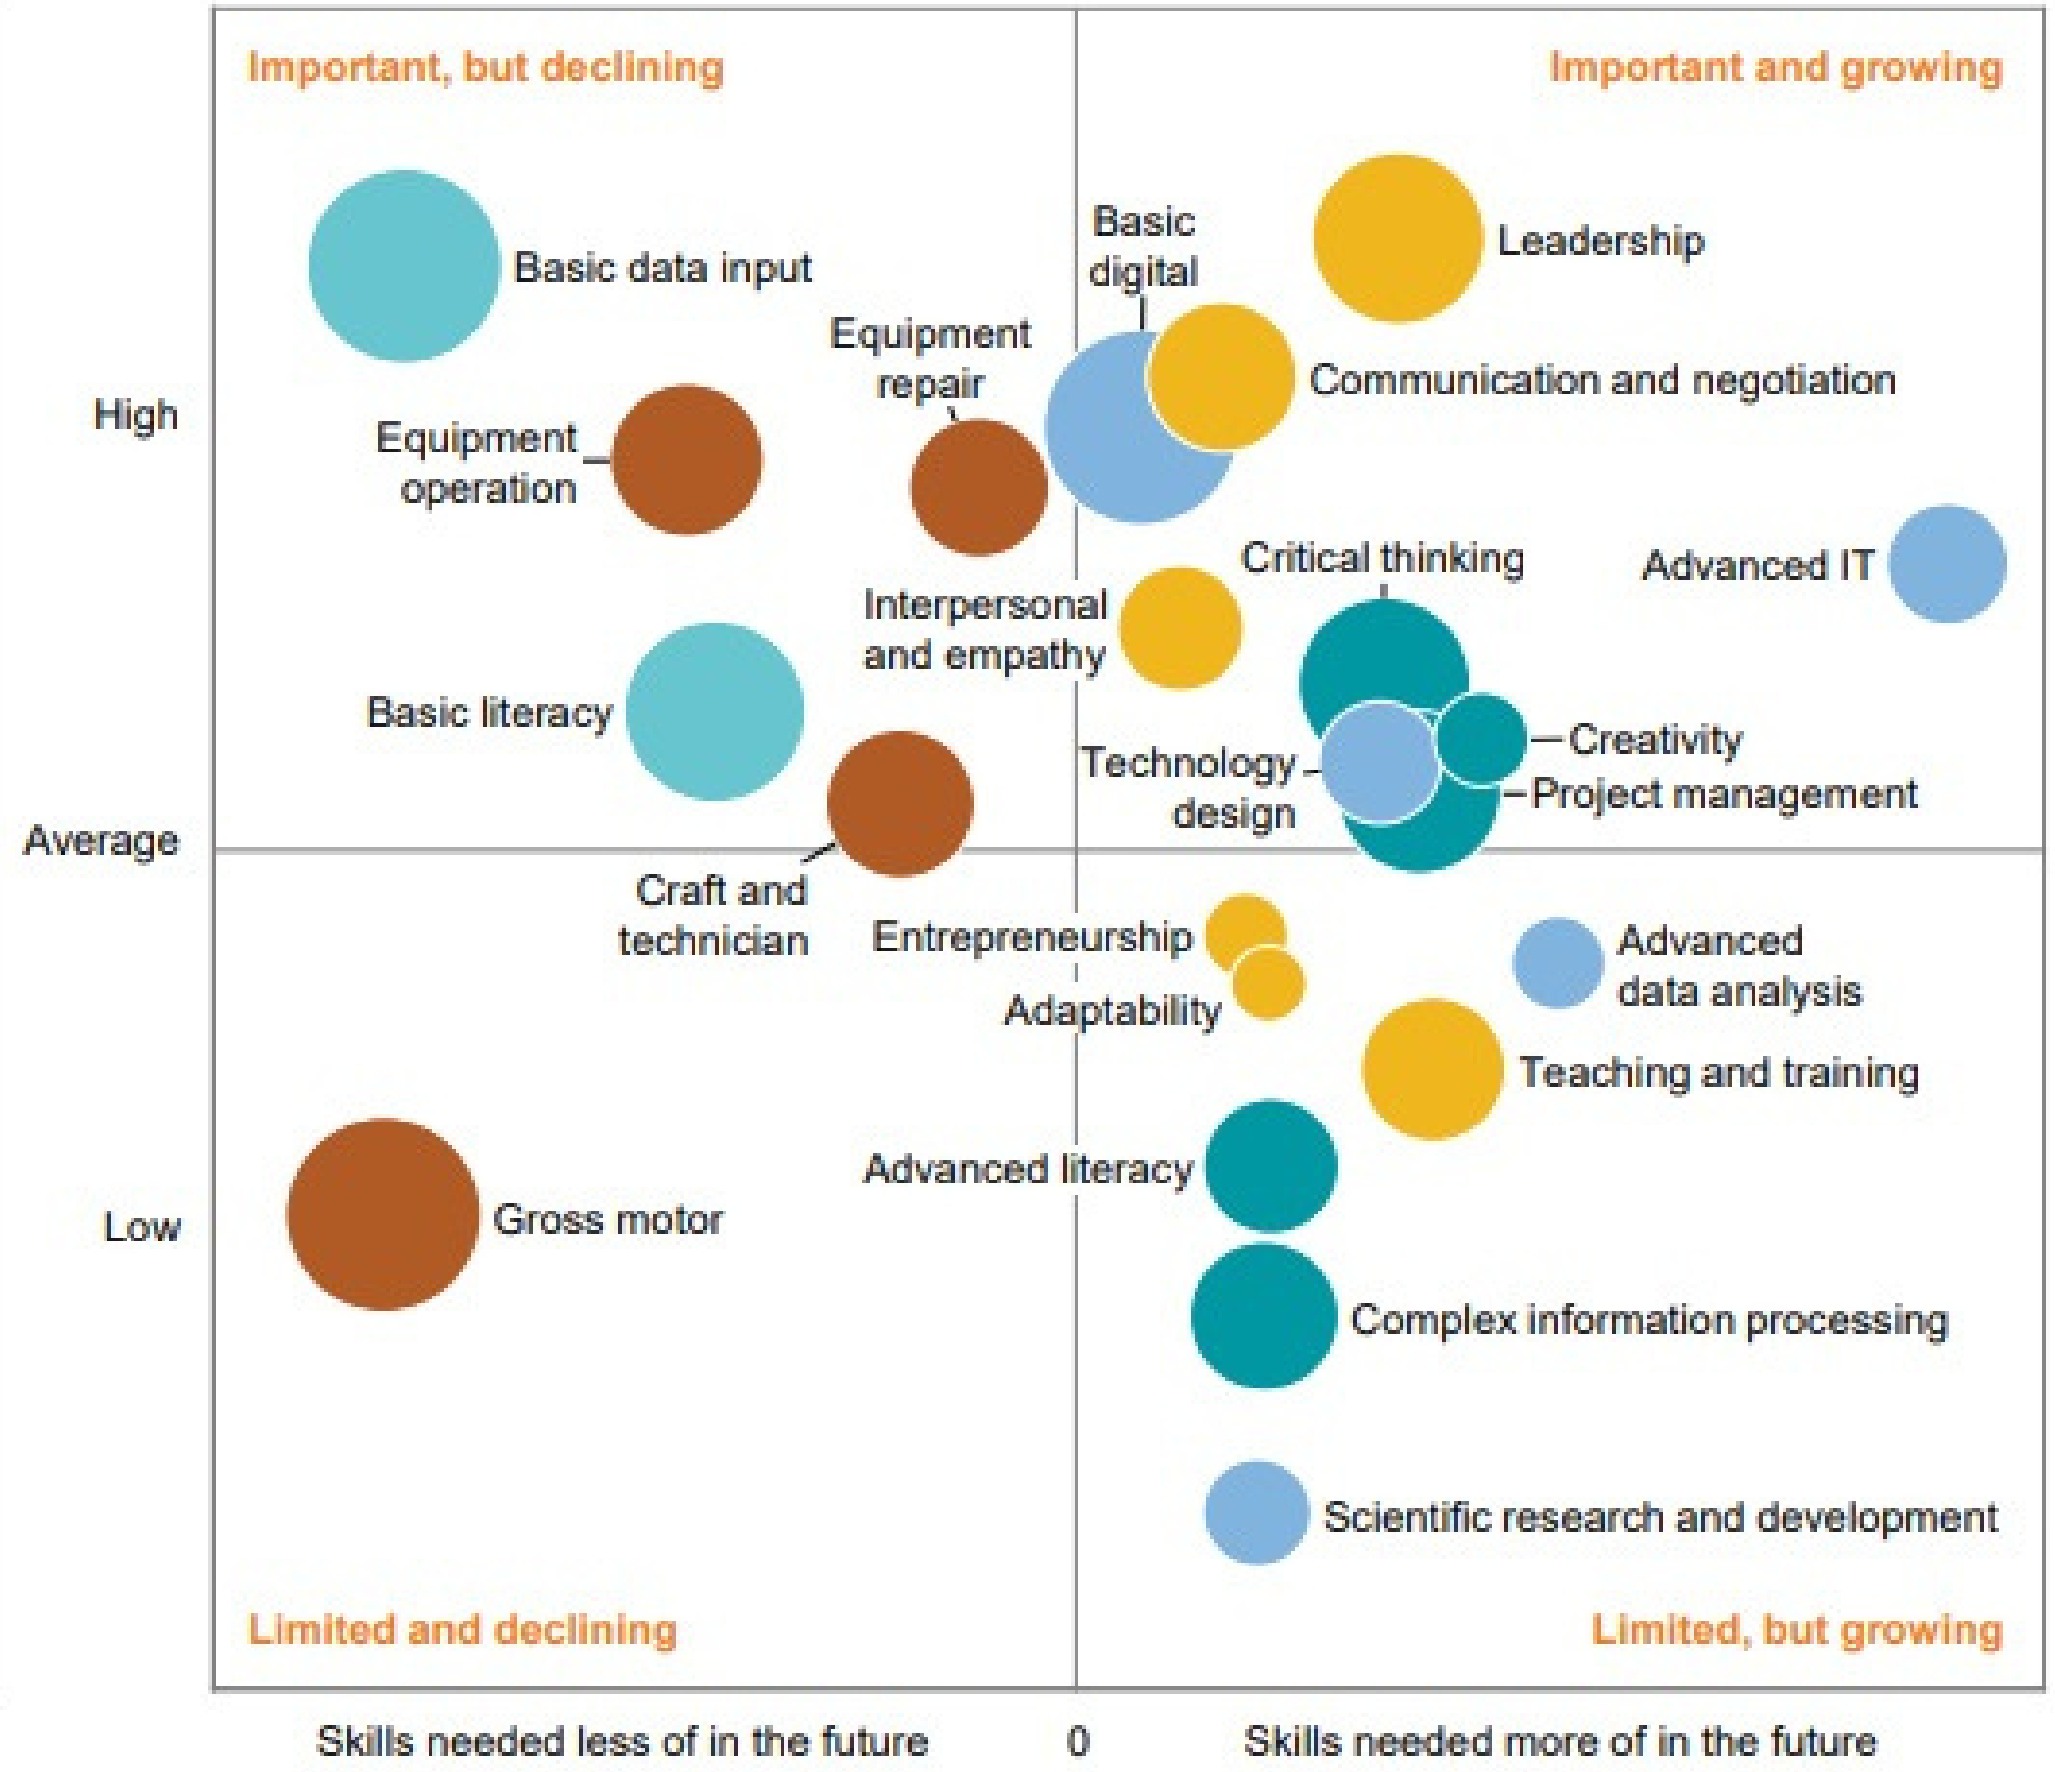 Important, but declining
Important and growing
Basic
digital
Leadership
Basic data input
Equipment
repair
Communication and negotiation
High
Equipment
operation
Critical thinking
Advanced IT
Interpersonal
and empathy
Basic literacy
Creativity
Technology
design
Project management
Average
Craft and
technician
Entrepreneurship
Advanced
data analysis
Adaptability
Teaching and training
Advanced literacy
Low
Gross motor
Complex information processing
Scientific research and development
Limited and declining
Limited, but growing
Skills needed less of in the future
0
Skills needed more of in the future